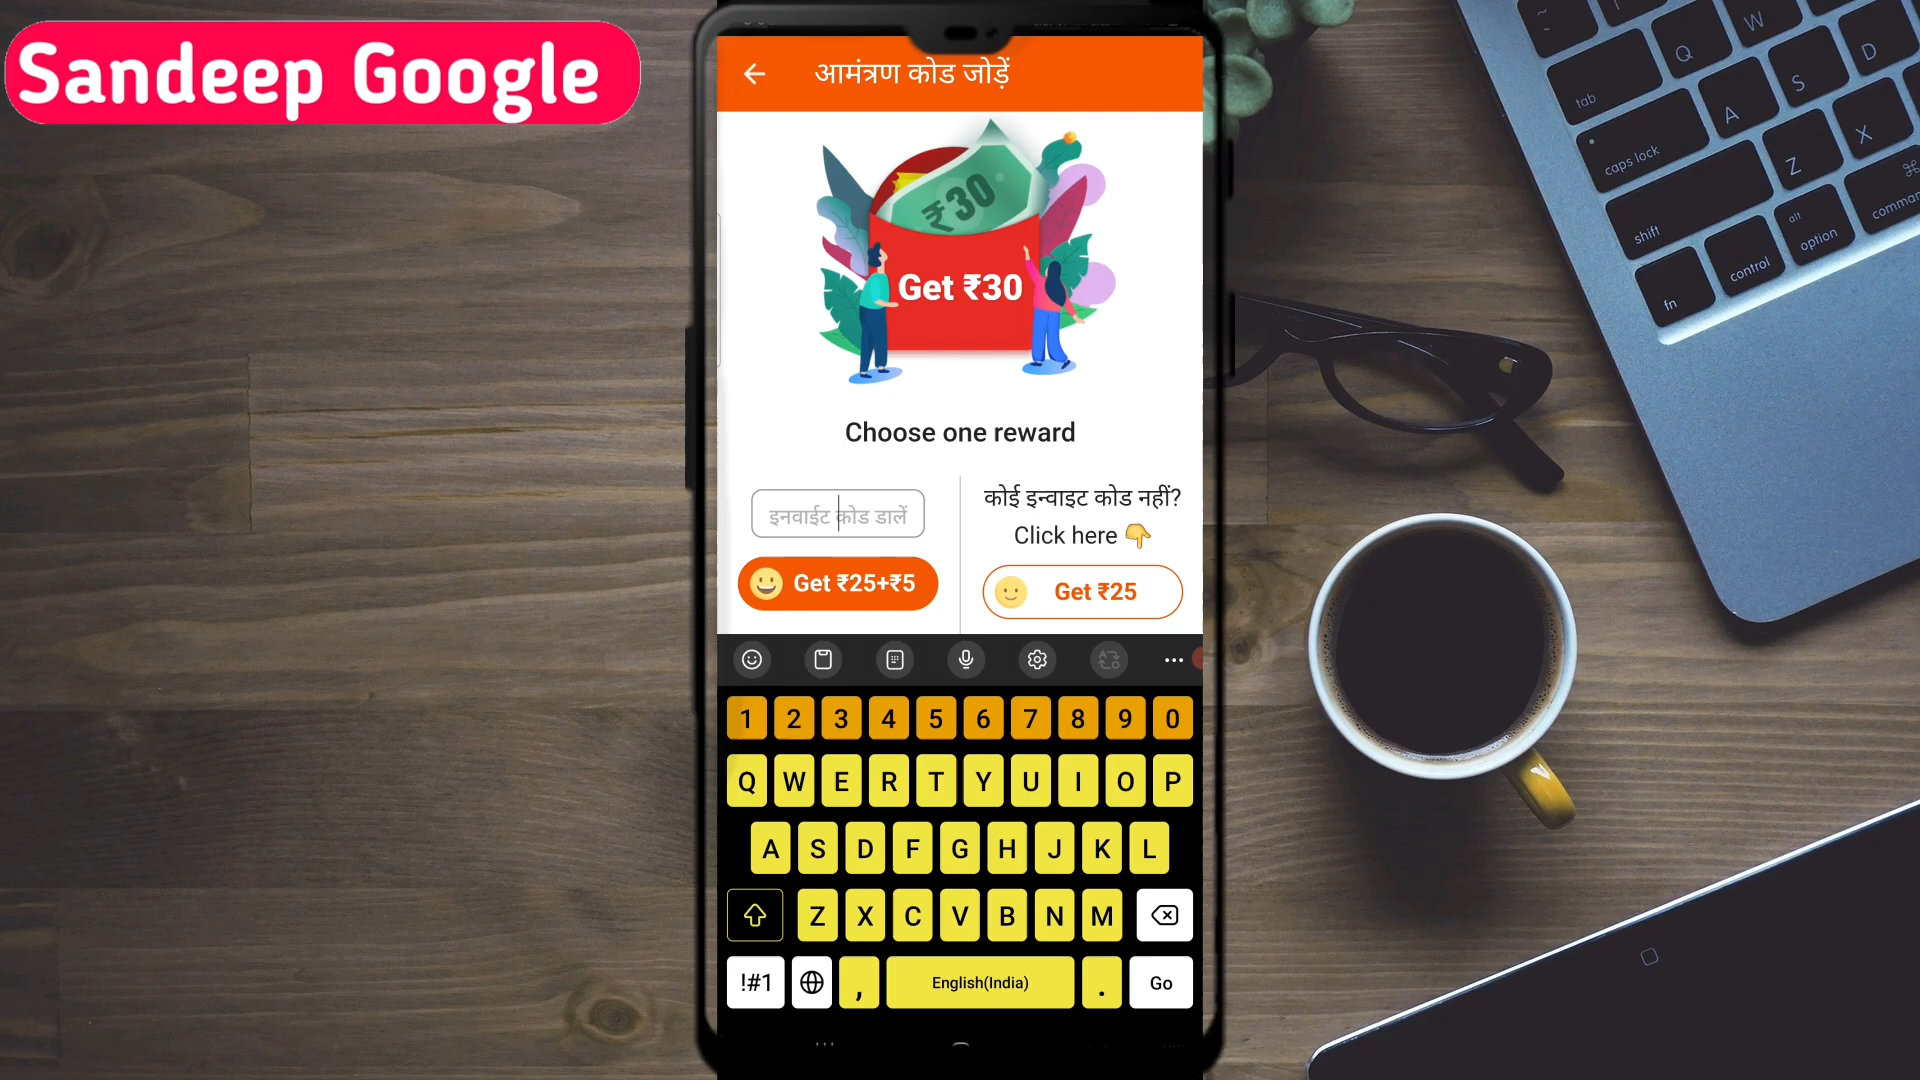 Sandeep Google
आमंत्रण कोड जोड़ें
₹30
Get ₹30
Choose one reward
इनवाईट कोड डालें
Get ₹25+₹5
कोई इन्वाइट कोड नहीं?
Click here 👇
Get ₹25
1 2 3 4 5 6 7 8 9 0
Q W E R T Y U I O P
A S D F G H J K L
Z X C V B N M
!#1 , English(India) . Go
~ Q W
tab A S D
caps lock Z X
shift
fn control alt option ⌘ comman